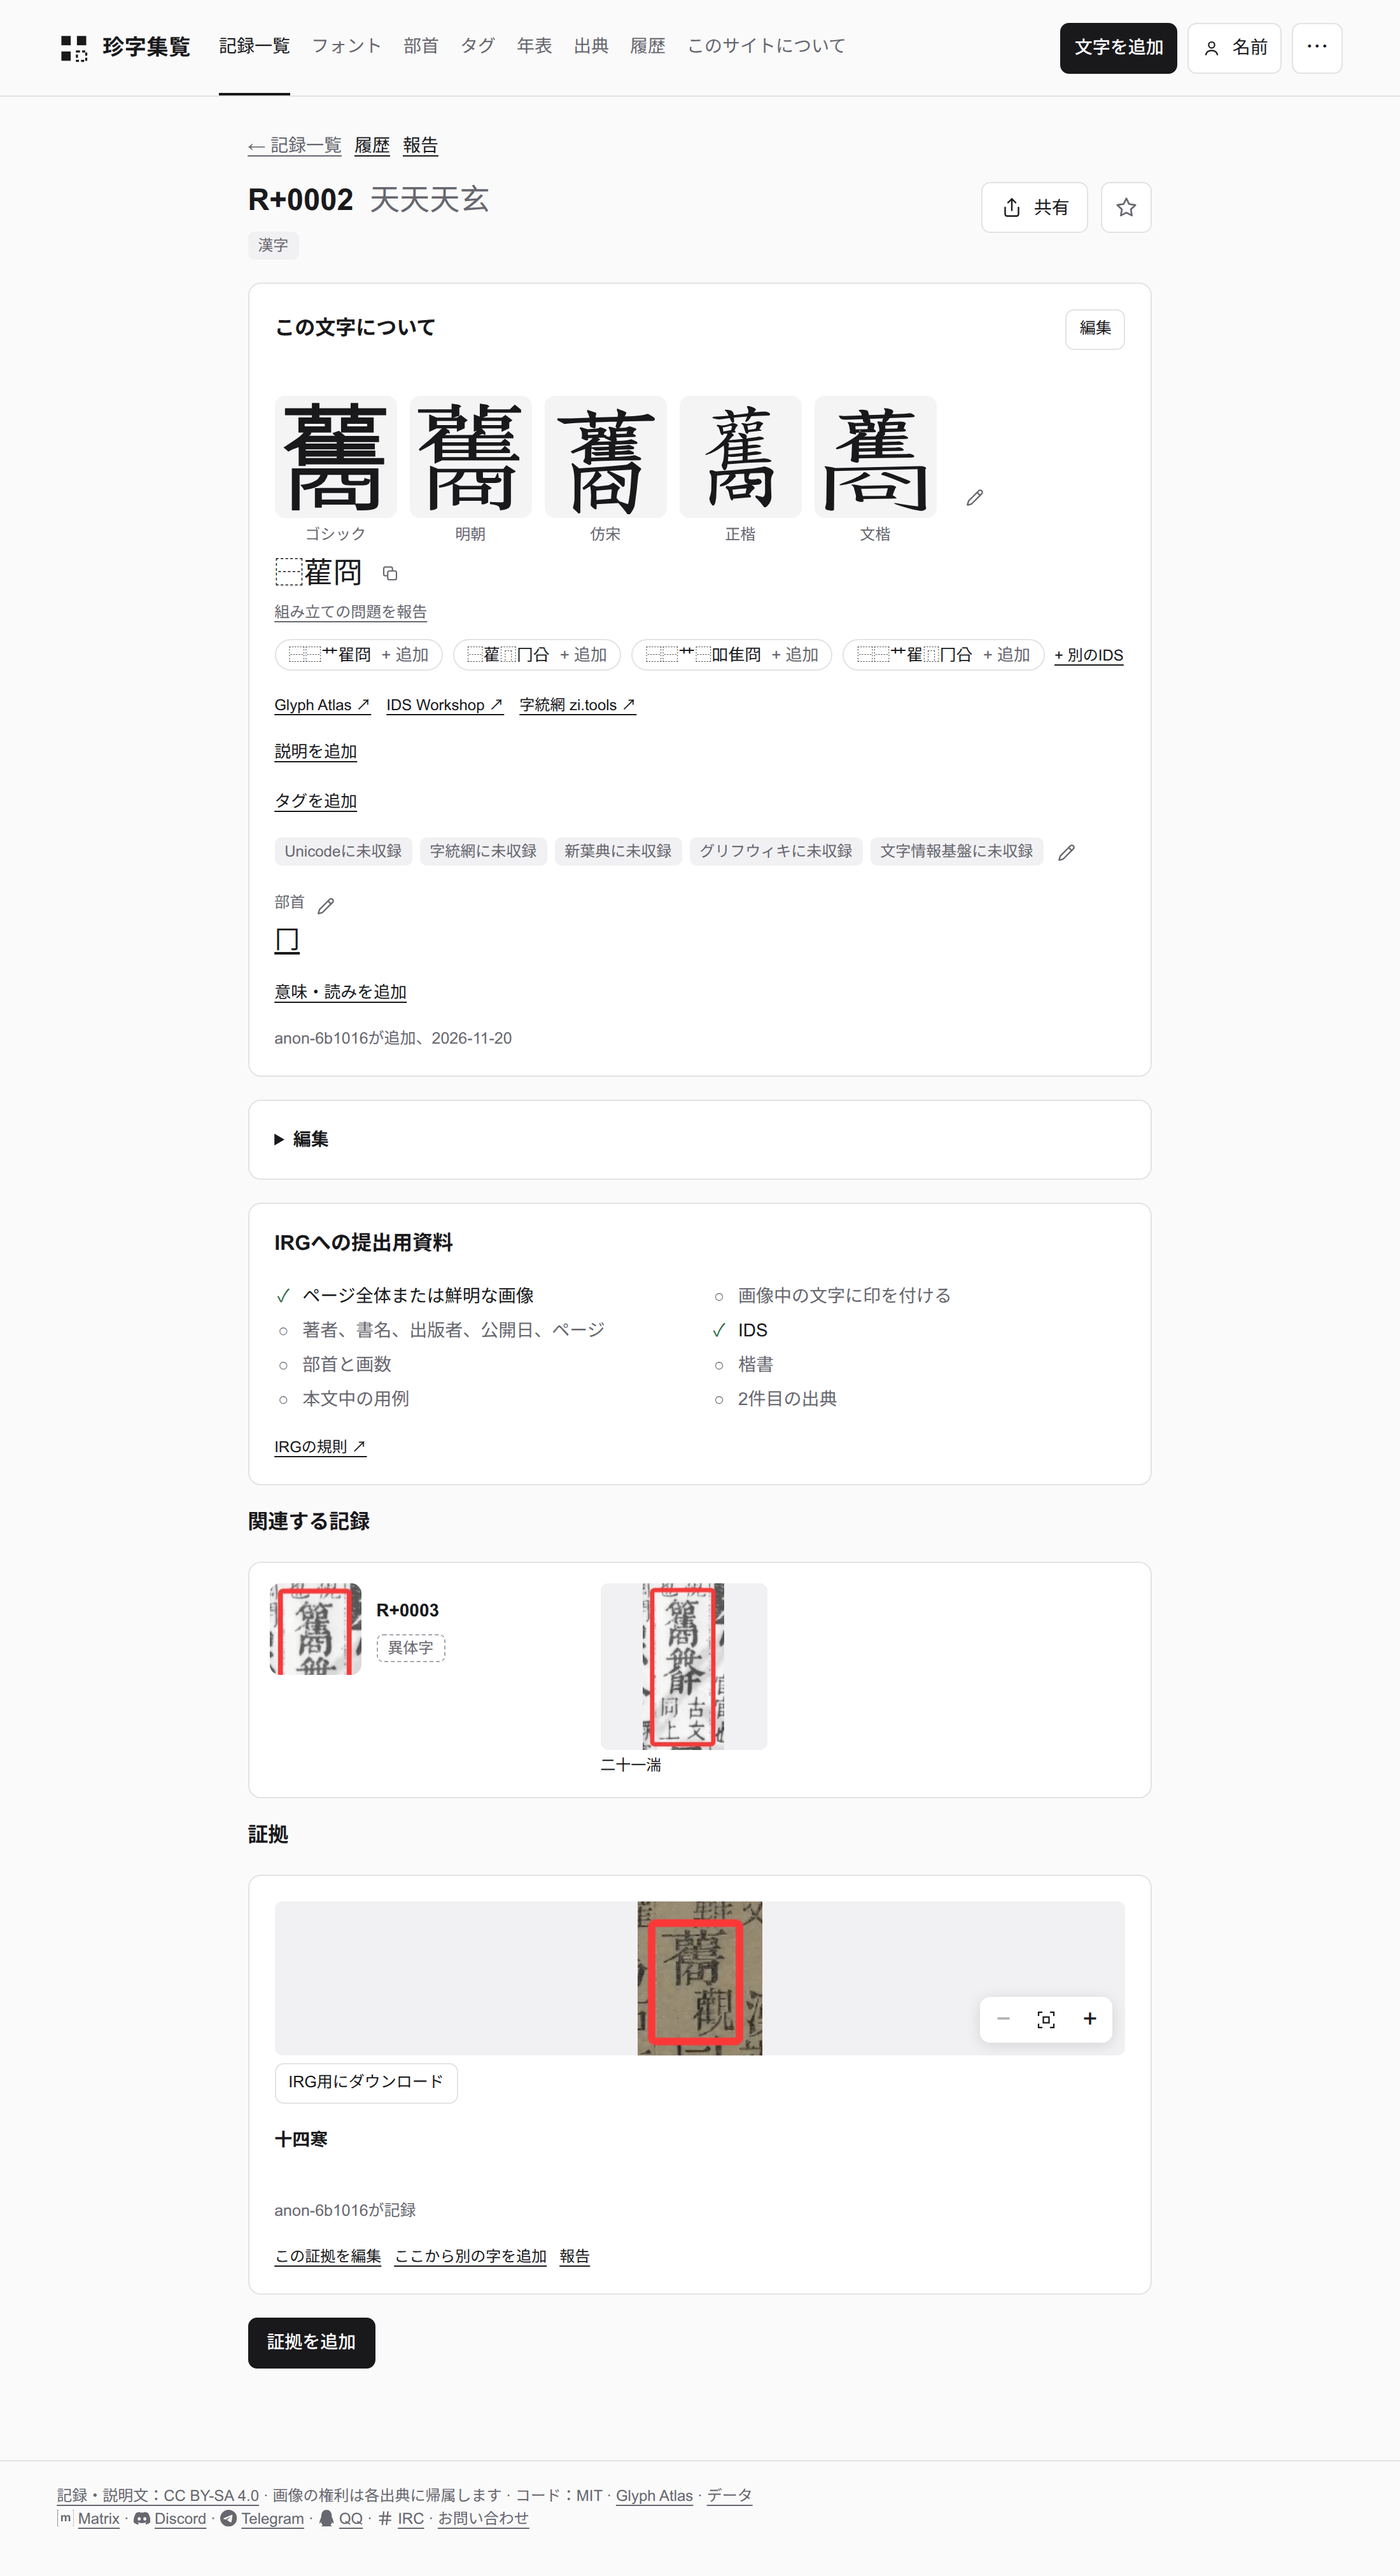 珍字集覧 記録一覧 フォント 部首 タグ 年表 出典 履歴 このサイトについて 文字を追加 名前
← 記録一覧 履歴 報告
R+0002 天天天玄 共有
漢字
この文字について 編集
ゴシック 明朝 仿宋 正楷 文楷
⿱雚冏
組み立ての問題を報告
+ 追加 + 追加 + 追加 + 追加 + 別のIDS
Glyph Atlas ↗ IDS Workshop ↗ 字統網 zi.tools ↗
説明を追加
タグを追加
Unicodeに未収録 字統網に未収録 新葉典に未収録 グリフウィキに未収録 文字情報基盤に未収録
部首
冂
意味・読みを追加
anon-6b1016が追加、2026-11-20
▶ 編集
IRGへの提出用資料
✓ ページ全体または鮮明な画像
○ 画像中の文字に印を付ける
○ 著者、書名、出版者、公開日、ページ
✓ IDS
○ 部首と画数
○ 楷書
○ 本文中の用例
○ 2件目の出典
IRGの規則 ↗
関連する記録
R+0003
異体字
古文
同上
二十一湍
証拠
觀
IRG用にダウンロード
十四寒
anon-6b1016が記録
この証拠を編集 ここから別の字を追加 報告
証拠を追加
記録・説明文：CC BY-SA 4.0 · 画像の権利は各出典に帰属します · コード：MIT · Glyph Atlas · データ
[m] Matrix · Discord · Telegram · QQ · IRC · お問い合わせ